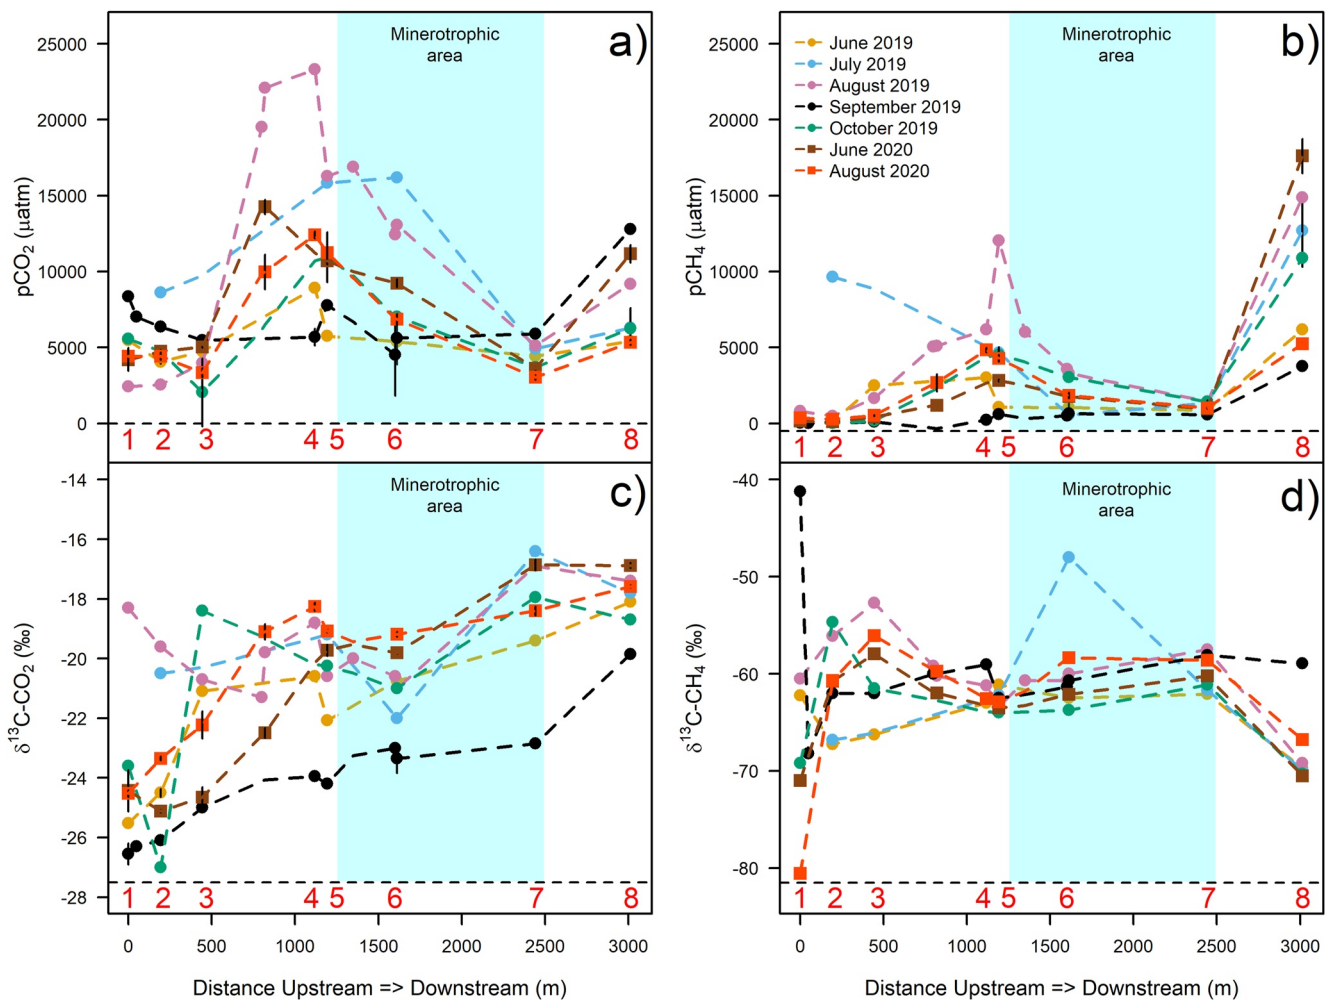 25000
20000
15000
10000
5000
0
pCO2 (μatm)
Minerotrophic
area
a)
1 2 3 4 5 6 7 8
25000
20000
15000
10000
5000
0
pCH4 (μatm)
June 2019
July 2019
August 2019
September 2019
October 2019
June 2020
August 2020
Minerotrophic
area
b)
1 2 3 4 5 6 7 8
-14
-16
-18
-20
-22
-24
-26
-28
δ13C-CO2 (‰)
Minerotrophic
area
c)
1 2 3 4 5 6 7 8
0 500 1000 1500 2000 2500 3000
Distance Upstream => Downstream (m)
-40
-50
-60
-70
-80
δ13C-CH4 (‰)
Minerotrophic
area
d)
1 2 3 4 5 6 7 8
0 500 1000 1500 2000 2500 3000
Distance Upstream => Downstream (m)